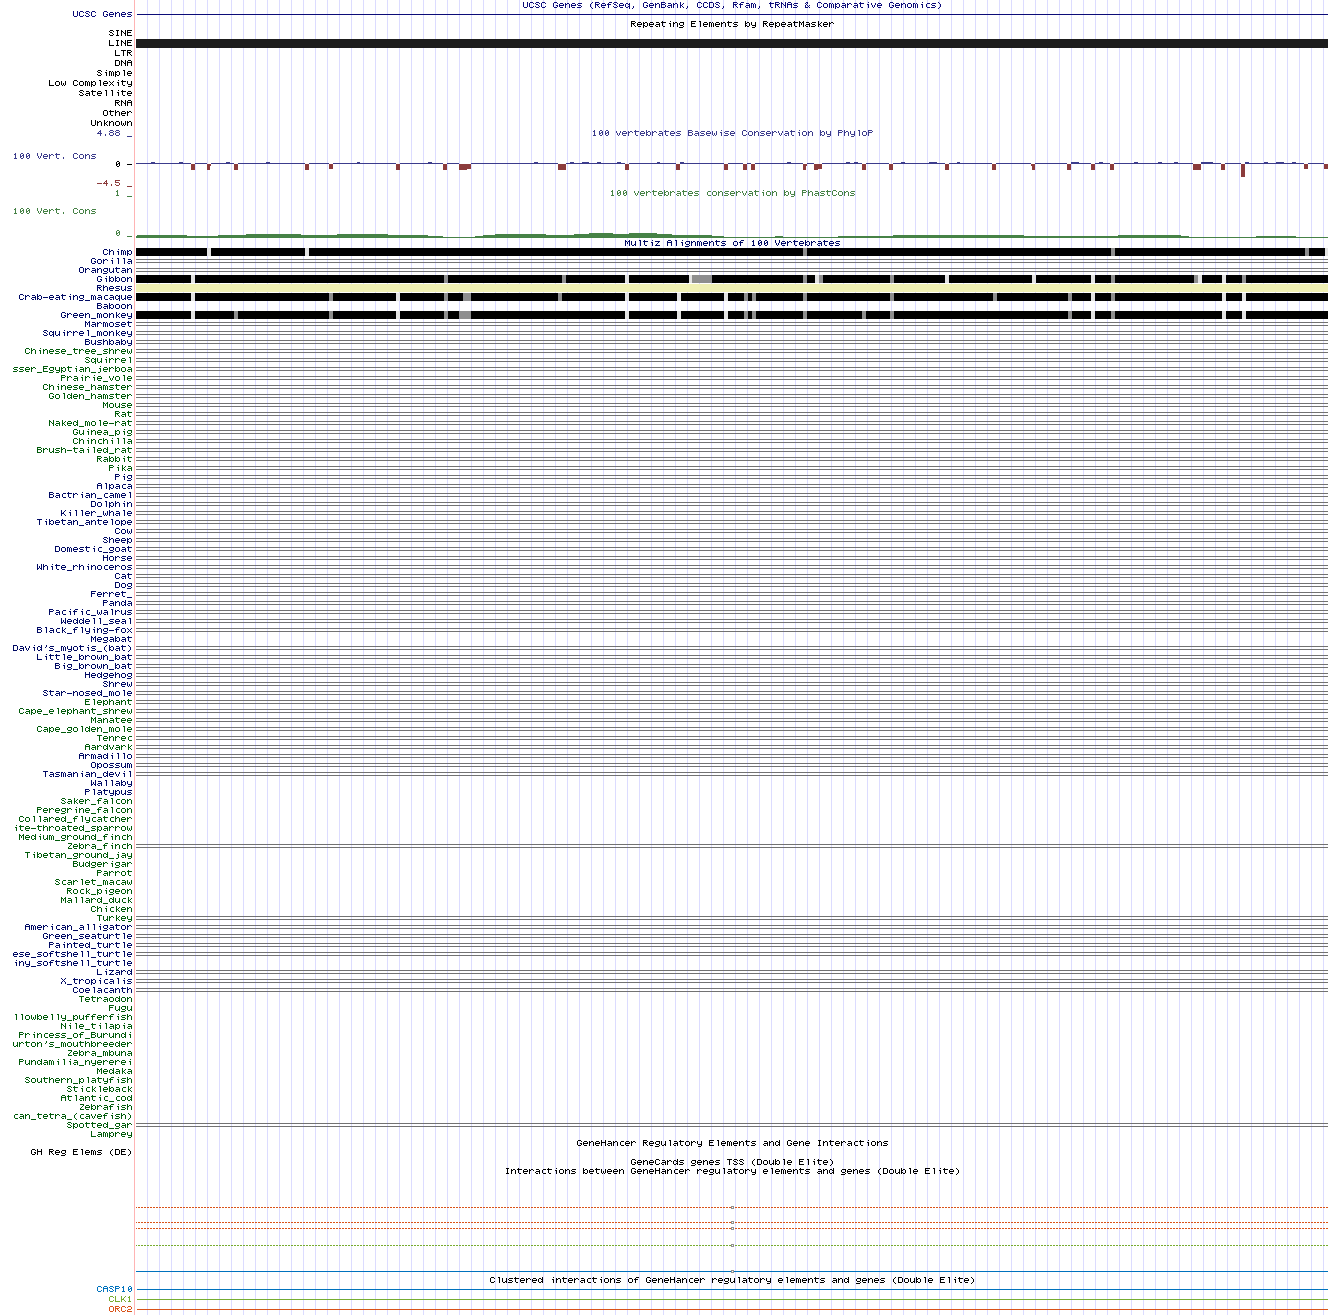 UCSC Genes (RefSeq, GenBank, CCDS, Rfam, tRNAs & Comparative Genomics)
UCSC Genes
Repeating Elements by RepeatMasker
SINE
LINE
LTR
DNA
Simple
Low Complexity
Satellite
RNA
Other
Unknown
4.88 _
100 vertebrates Basewise Conservation by PhyloP
100 Vert. Cons
0 -
-4.5 _
1 _
100 vertebrates conservation by PhastCons
100 Vert. Cons
0 _
Multiz Alignments of 100 Vertebrates
Chimp
Gorilla
Orangutan
Gibbon
Rhesus
Crab-eating_macaque
Baboon
Green_monkey
Marmoset
Squirrel_monkey
Bushbaby
Chinese_tree_shrew
Squirrel
sser_Egyptian_jerboa
Prairie_vole
Chinese_hamster
Golden_hamster
Mouse
Rat
Naked_mole-rat
Guinea_pig
Chinchilla
Brush-tailed_rat
Rabbit
Pika
Pig
Alpaca
Bactrian_camel
Dolphin
Killer_whale
Tibetan_antelope
Cow
Sheep
Domestic_goat
Horse
White_rhinoceros
Cat
Dog
Ferret_
Panda
Pacific_walrus
Weddell_seal
Black_flying-fox
Megabat
David's_myotis_(bat)
Little_brown_bat
Big_brown_bat
Hedgehog
Shrew
Star-nosed_mole
Elephant
Cape_elephant_shrew
Manatee
Cape_golden_mole
Tenrec
Aardvark
Armadillo
Opossum
Tasmanian_devil
Wallaby
Platypus
Saker_falcon
Peregrine_falcon
Collared_flycatcher
ite-throated_sparrow
Medium_ground_finch
Zebra_finch
Tibetan_ground_jay
Budgerigar
Parrot
Scarlet_macaw
Rock_pigeon
Mallard_duck
Chicken
Turkey
American_alligator
Green_seaturtle
Painted_turtle
ese_softshell_turtle
iny_softshell_turtle
Lizard
X_tropicalis
Coelacanth
Tetraodon
Fugu
llowbelly_pufferfish
Nile_tilapia
Princess_of_Burundi
urton's_mouthbreeder
Zebra_mbuna
Pundamilia_nyererei
Medaka
Southern_platyfish
Stickleback
Atlantic_cod
Zebrafish
can_tetra_(cavefish)
Spotted_gar
Lamprey
GeneHancer Regulatory Elements and Gene Interactions
GH Reg Elems (DE)
GeneCards genes TSS (Double Elite)
Interactions between GeneHancer regulatory elements and genes (Double Elite)
Clustered interactions of GeneHancer regulatory elements and genes (Double Elite)
CASP10
CLK1
ORC2